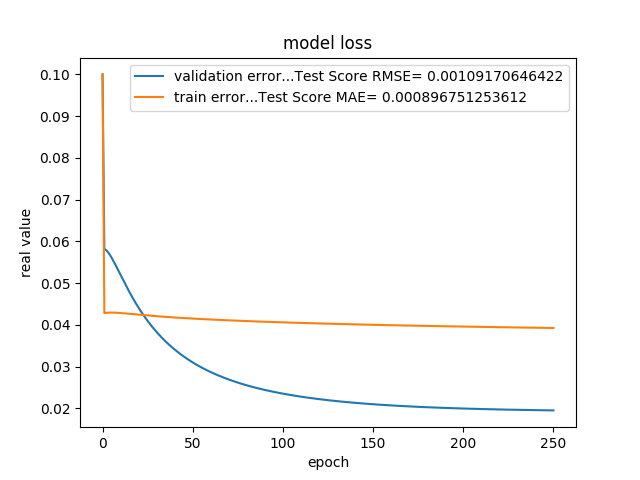 model loss
validation error...Test Score RMSE= 0.00109170646422
train error...Test Score MAE= 0.000896751253612
0.10
0.09
0.08
0.07
0.06
0.05
0.04
0.03
0.02
real value
0 50 100 150 200 250
epoch